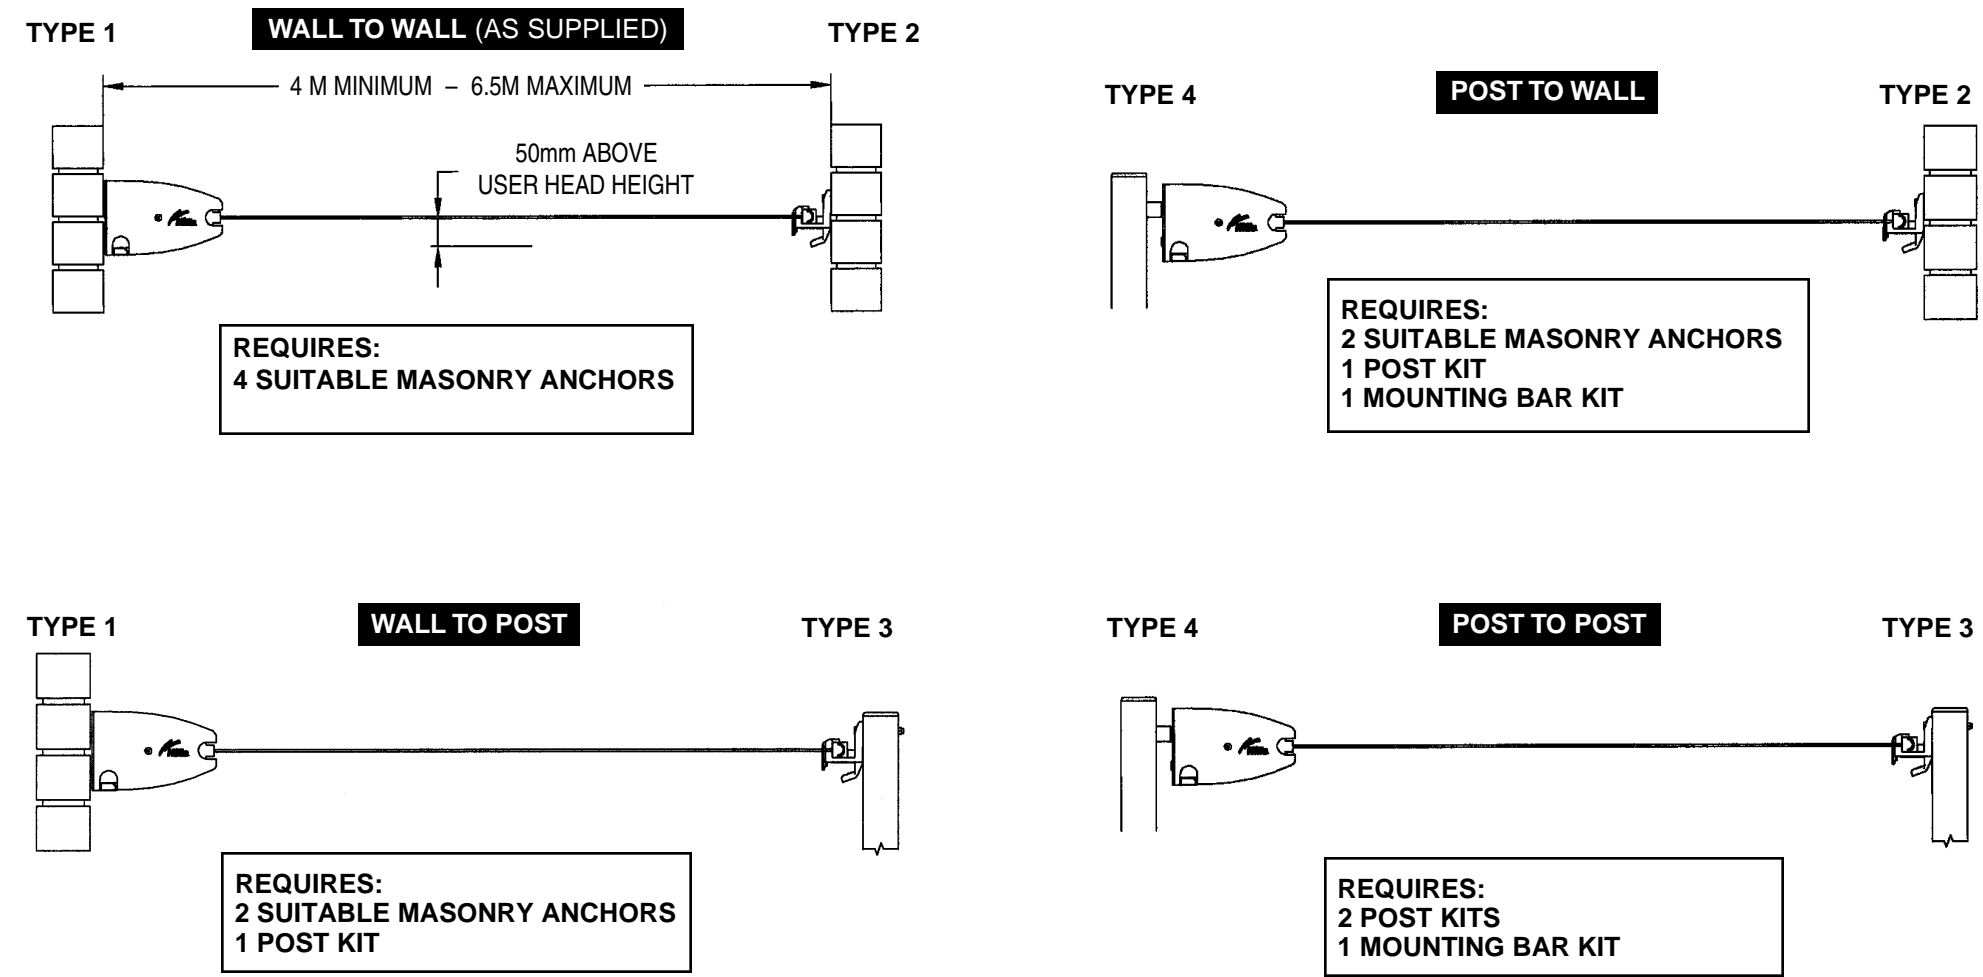 TYPE 1
WALL TO WALL (AS SUPPLIED)
TYPE 2
4 M MINIMUM – 6.5M MAXIMUM
50mm ABOVE
USER HEAD HEIGHT
REQUIRES:
4 SUITABLE MASONRY ANCHORS
TYPE 4
POST TO WALL
TYPE 2
REQUIRES:
2 SUITABLE MASONRY ANCHORS
1 POST KIT
1 MOUNTING BAR KIT
TYPE 1
WALL TO POST
TYPE 3
REQUIRES:
2 SUITABLE MASONRY ANCHORS
1 POST KIT
TYPE 4
POST TO POST
TYPE 3
REQUIRES:
2 POST KITS
1 MOUNTING BAR KIT